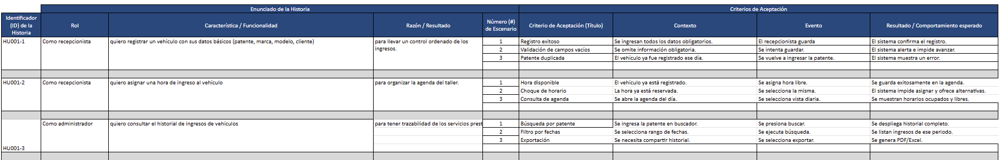 Enunciado de la Historia
Criterios de Aceptación
Identificador (ID) de la Historia
Rol
Característica / Funcionalidad
Razón / Resultado
Número (#) de Escenario
Criterio de Aceptación (Título)
Contexto
Evento
Resultado / Comportamiento esperado
HU001-1
Como recepcionista
quiero registrar un vehículo con sus datos básicos (patente, marca, modelo, cliente)
para llevar un control ordenado de los ingresos.
1
Registro exitoso
Se ingresan todos los datos obligatorios.
El recepcionista guarda
El sistema confirma el registro.
2
Validación de campos vacíos
Se omite información obligatoria.
Se intenta guardar.
El sistema alerta e impide avanzar.
3
Patente duplicada
El vehículo ya fue registrado ese día.
Se vuelve a ingresar la patente.
El sistema muestra un error.
HU001-2
Como recepcionista
quiero asignar una hora de ingreso al vehículo
para organizar la agenda del taller.
1
Hora disponible
El vehículo ya está registrado.
Se asigna hora libre.
Se guarda exitosamente en la agenda.
2
Choque de horario
La hora ya está reservada.
Se selecciona la misma.
El sistema impide asignar y ofrece alternativas.
3
Consulta de agenda
Se abre la agenda del día.
Se selecciona vista diaria.
Se muestran horarios ocupados y libres.
HU001-3
Como administrador
quiero consultar el historial de ingresos de vehículos
para tener trazabilidad de los servicios prest
1
Búsqueda por patente
Se ingresa la patente en buscador.
Se presiona buscar.
Se despliega historial completo.
2
Filtro por fechas
Se selecciona rango de fechas.
Se ejecuta búsqueda.
Se listan ingresos de ese periodo.
3
Exportación
Se necesita compartir historial.
Se selecciona exportar.
Se genera PDF/Excel.